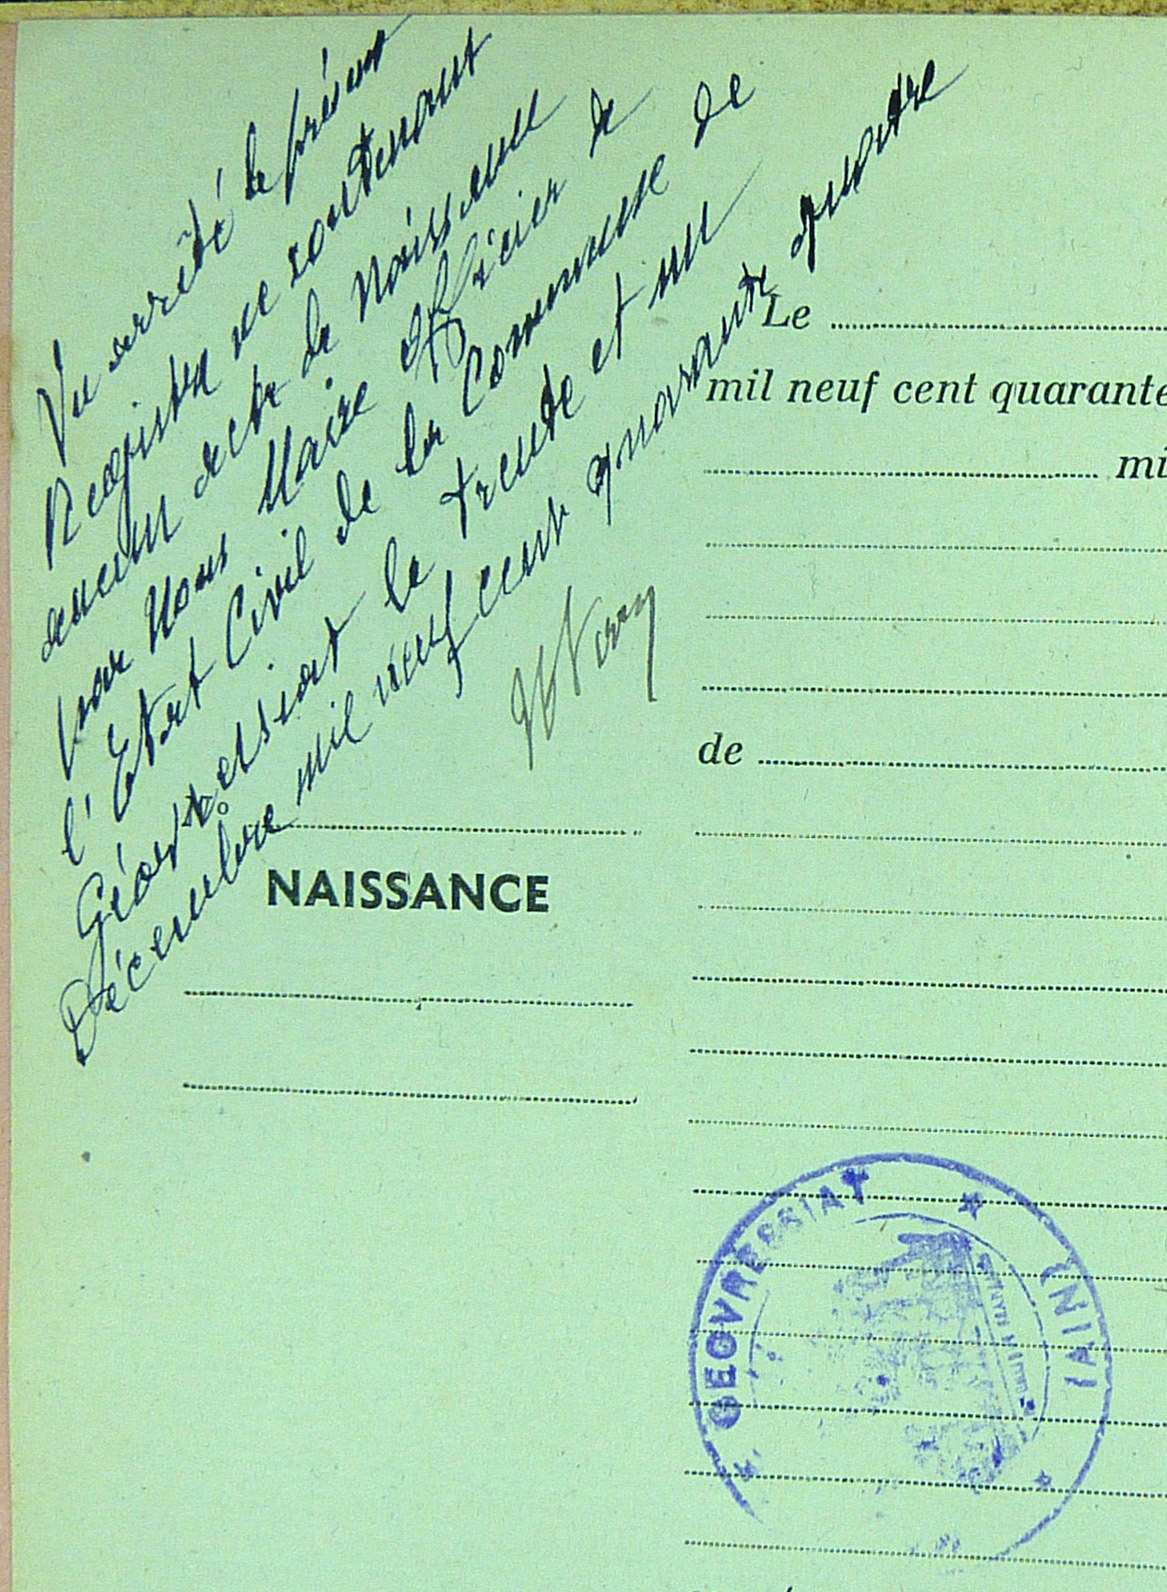 Vu arrêté le présent
Registre ne contenant
aucun acte de Naissance
par Nous Maire officier de
l'Etat Civil de la Commune de
Géovressiat le trente et un
Décembre mil neuf cent quarante quatre
Le
mil neuf cent quarante
mi
de
N°
NAISSANCE
GEOVRESSIAT ★ (AIN)